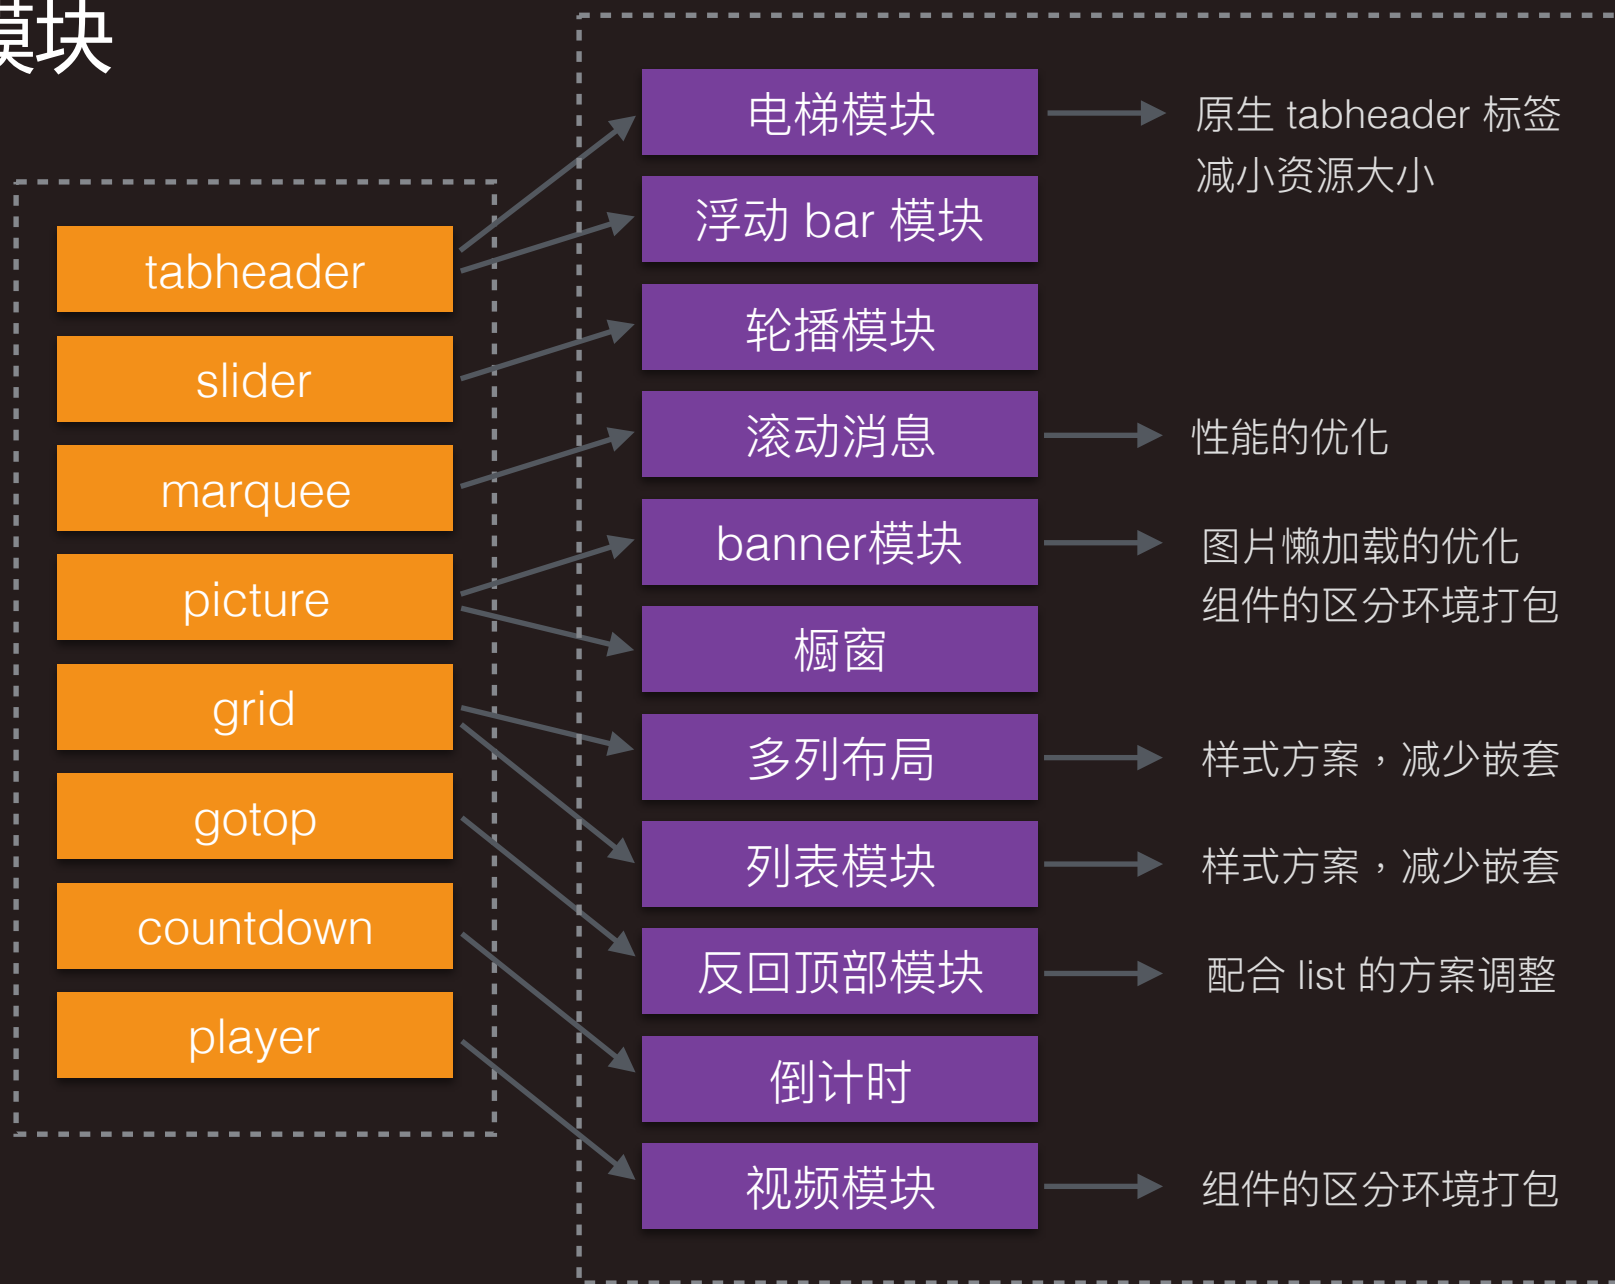 模块
tabheader
slider
marquee
picture
grid
gotop
countdown
player
电梯模块
浮动 bar 模块
轮播模块
滚动消息
banner模块
橱窗
多列布局
列表模块
反回顶部模块
倒计时
视频模块
原生 tabheader 标签
减小资源大小
性能的优化
图片懒加载的优化
组件的区分环境打包
样式方案，减少嵌套
样式方案，减少嵌套
配合 list 的方案调整
组件的区分环境打包